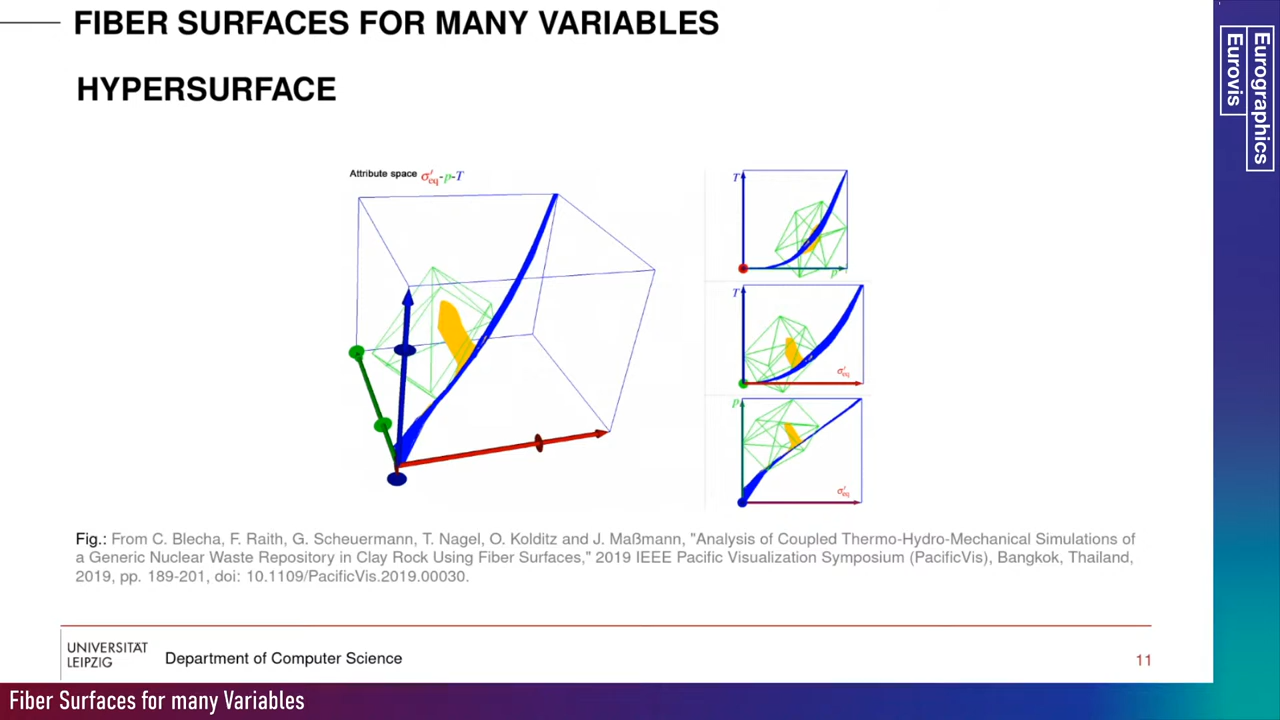 FIBER SURFACES FOR MANY VARIABLES
HYPERSURFACE
Attribute space σ′eq-p-T
T
p
T
σ′eq
p
σ′eq
Fig.: From C. Blecha, F. Raith, G. Scheuermann, T. Nagel, O. Kolditz and J. Maßmann, "Analysis of Coupled Thermo-Hydro-Mechanical Simulations of
a Generic Nuclear Waste Repository in Clay Rock Using Fiber Surfaces," 2019 IEEE Pacific Visualization Symposium (PacificVis), Bangkok, Thailand,
2019, pp. 189-201, doi: 10.1109/PacificVis.2019.00030.
UNIVERSITÄT
LEIPZIG
Department of Computer Science
11
Fiber Surfaces for many Variables
Eurographics
Eurovis